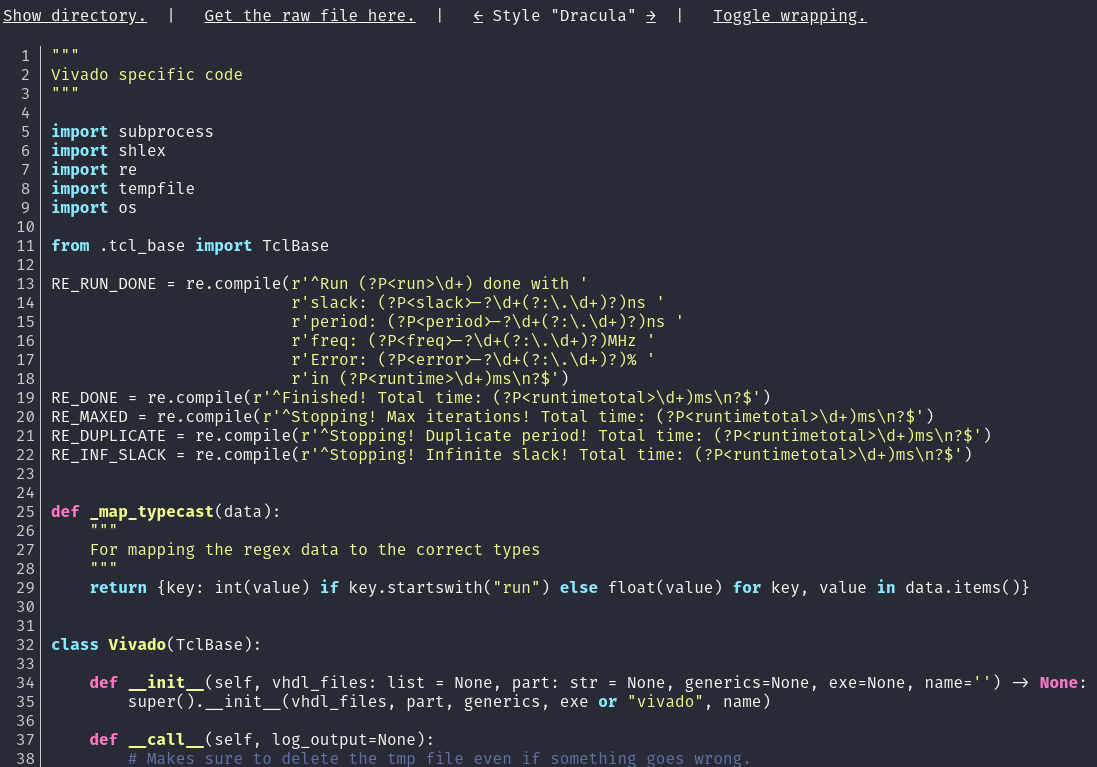 Show directory. | Get the raw file here. | ← Style "Dracula" → | Toggle wrapping.
1 """
2 Vivado specific code
3 """
4
5 import subprocess
6 import shlex
7 import re
8 import tempfile
9 import os
10
11 from .tcl_base import TclBase
12
13 RE_RUN_DONE = re.compile(r'^Run (?P<run>\d+) done with '
14                          r'slack: (?P<slack>-?\d+(?:\.\d+)?)ns '
15                          r'period: (?P<period>-?\d+(?:\.\d+)?)ns '
16                          r'freq: (?P<freq>-?\d+(?:\.\d+)?)MHz '
17                          r'Error: (?P<error>-?\d+(?:\.\d+)?)% '
18                          r'in (?P<runtime>\d+)ms\n?$')
19 RE_DONE = re.compile(r'^Finished! Total time: (?P<runtimetotal>\d+)ms\n?$')
20 RE_MAXED = re.compile(r'^Stopping! Max iterations! Total time: (?P<runtimetotal>\d+)ms\n?$')
21 RE_DUPLICATE = re.compile(r'^Stopping! Duplicate period! Total time: (?P<runtimetotal>\d+)ms\n?$')
22 RE_INF_SLACK = re.compile(r'^Stopping! Infinite slack! Total time: (?P<runtimetotal>\d+)ms\n?$')
23
24
25 def _map_typecast(data):
26     """
27     For mapping the regex data to the correct types
28     """
29     return {key: int(value) if key.startswith("run") else float(value) for key, value in data.items()}
30
31
32 class Vivado(TclBase):
33
34     def __init__(self, vhdl_files: list = None, part: str = None, generics=None, exe=None, name='') -> None:
35         super().__init__(vhdl_files, part, generics, exe or "vivado", name)
36
37     def __call__(self, log_output=None):
38         # Makes sure to delete the tmp file even if something goes wrong.